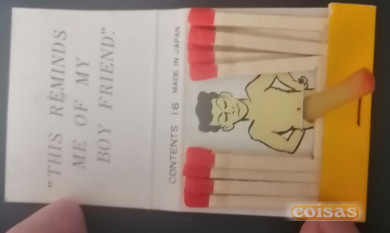 "THIS REMINDS
ME OF MY
BOY FRIEND."
CONTENTS 16 MADE IN JAPAN
coisas